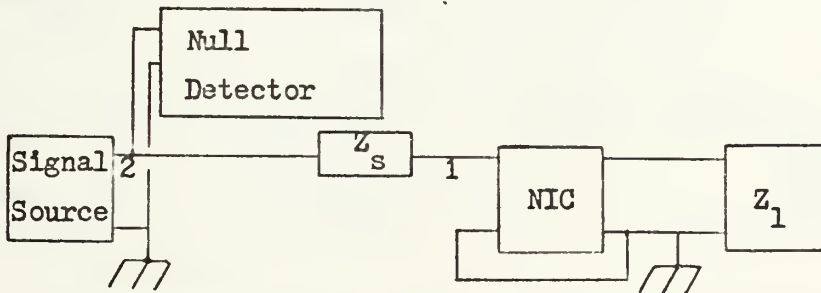 Null
Detector
Signal
Source
2
Z_s
1
NIC
Z_1